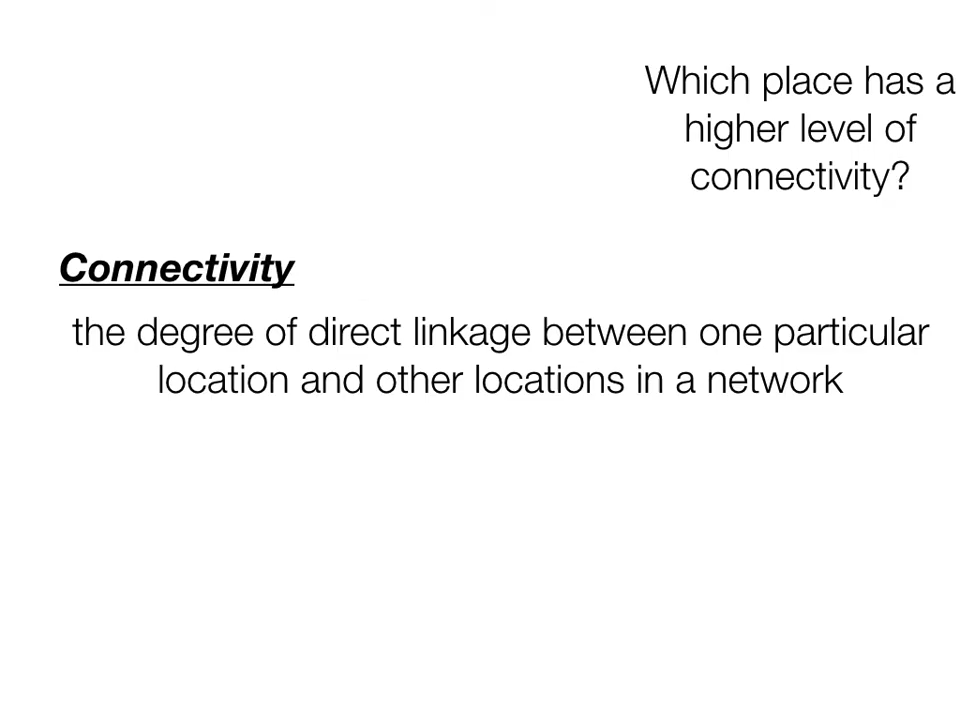 Which place has a
higher level of
connectivity?
Connectivity
the degree of direct linkage between one particular
location and other locations in a network